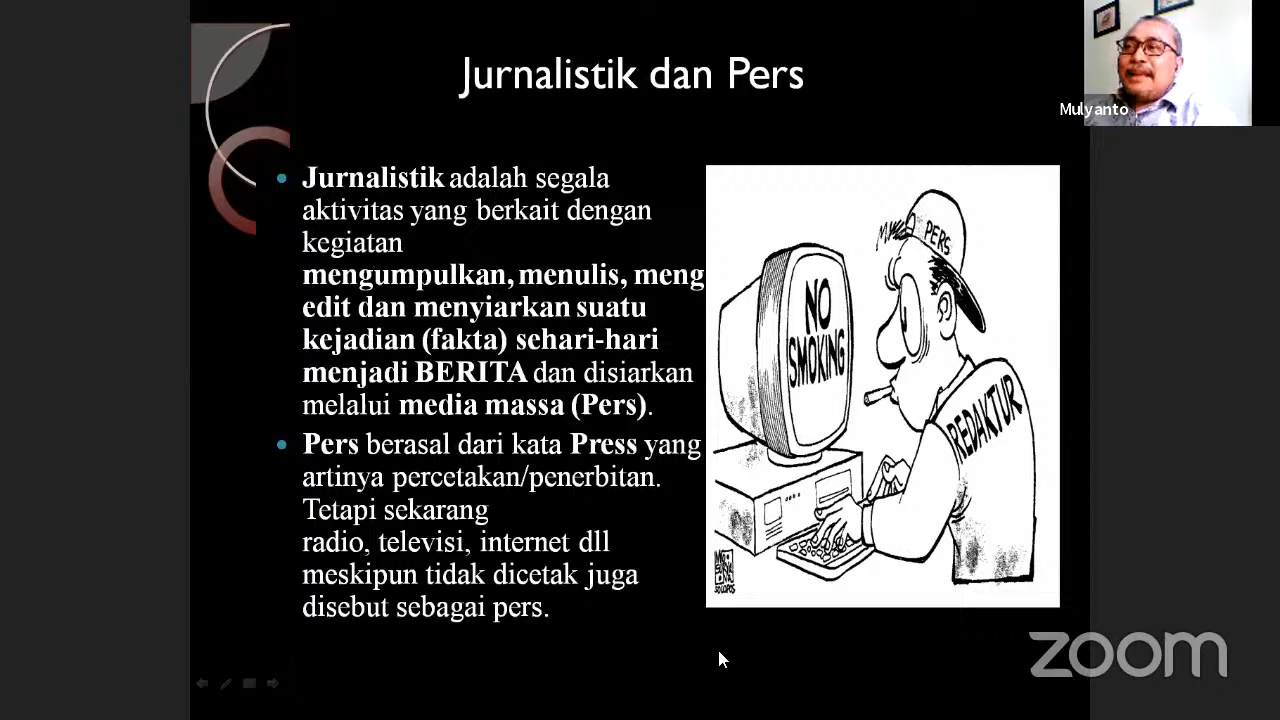 Jurnalistik dan Pers
Mulyanto
Jurnalistik adalah segala
aktivitas yang berkait dengan
kegiatan
mengumpulkan, menulis, meng
edit dan menyiarkan suatu
kejadian (fakta) sehari-hari
menjadi BERITA dan disiarkan
melalui media massa (Pers).
Pers berasal dari kata Press yang
artinya percetakan/penerbitan.
Tetapi sekarang
radio, televisi, internet dll
meskipun tidak dicetak juga
disebut sebagai pers.
PERS
NO
SMOKING
REDAKTUR
SOLOPOS
zoom